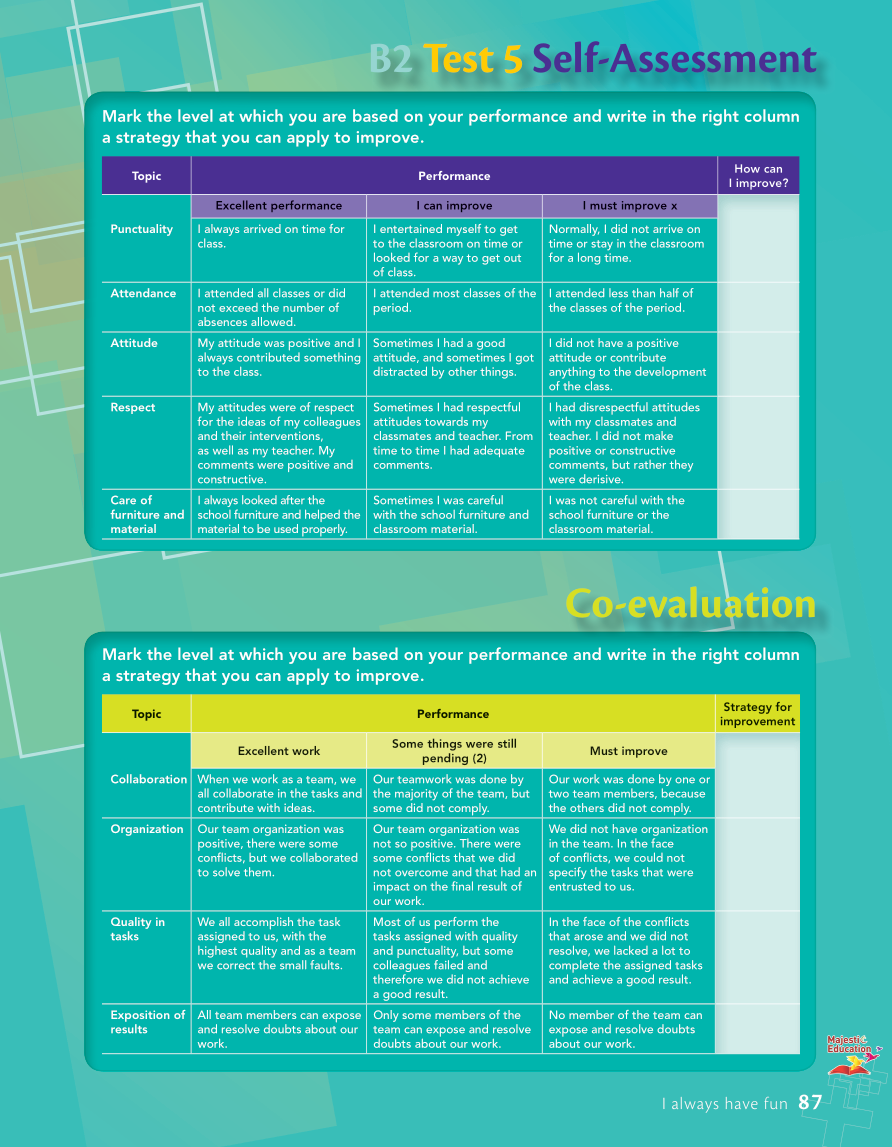 B2 Test 5 Self-Assessment
Mark the level at which you are based on your performance and write in the right column
a strategy that you can apply to improve.
Topic
Performance
How can
I improve?
Excellent performance
I can improve
I must improve x
Punctuality
I always arrived on time for
class.
I entertained myself to get
to the classroom on time or
looked for a way to get out
of class.
Normally, I did not arrive on
time or stay in the classroom
for a long time.
Attendance
I attended all classes or did
not exceed the number of
absences allowed.
I attended most classes of the
period.
I attended less than half of
the classes of the period.
Attitude
My attitude was positive and I
always contributed something
to the class.
Sometimes I had a good
attitude, and sometimes I got
distracted by other things.
I did not have a positive
attitude or contribute
anything to the development
of the class.
Respect
My attitudes were of respect
for the ideas of my colleagues
and their interventions,
as well as my teacher. My
comments were positive and
constructive.
Sometimes I had respectful
attitudes towards my
classmates and teacher. From
time to time I had adequate
comments.
I had disrespectful attitudes
with my classmates and
teacher. I did not make
positive or constructive
comments, but rather they
were derisive.
Care of
furniture and
material
I always looked after the
school furniture and helped the
material to be used properly.
Sometimes I was careful
with the school furniture and
classroom material.
I was not careful with the
school furniture or the
classroom material.
Co-evaluation
Mark the level at which you are based on your performance and write in the right column
a strategy that you can apply to improve.
Topic
Performance
Strategy for
improvement
Excellent work
Some things were still
pending (2)
Must improve
Collaboration
When we work as a team, we
all collaborate in the tasks and
contribute with ideas.
Our teamwork was done by
the majority of the team, but
some did not comply.
Our work was done by one or
two team members, because
the others did not comply.
Organization
Our team organization was
positive, there were some
conflicts, but we collaborated
to solve them.
Our team organization was
not so positive. There were
some conflicts that we did
not overcome and that had an
impact on the final result of
our work.
We did not have organization
in the team. In the face
of conflicts, we could not
specify the tasks that were
entrusted to us.
Quality in
tasks
We all accomplish the task
assigned to us, with the
highest quality and as a team
we correct the small faults.
Most of us perform the
tasks assigned with quality
and punctuality, but some
colleagues failed and
therefore we did not achieve
a good result.
In the face of the conflicts
that arose and we did not
resolve, we lacked a lot to
complete the assigned tasks
and achieve a good result.
Exposition of
results
All team members can expose
and resolve doubts about our
work.
Only some members of the
team can expose and resolve
doubts about our work.
No member of the team can
expose and resolve doubts
about our work.
Majestic
Education
I always have fun 87